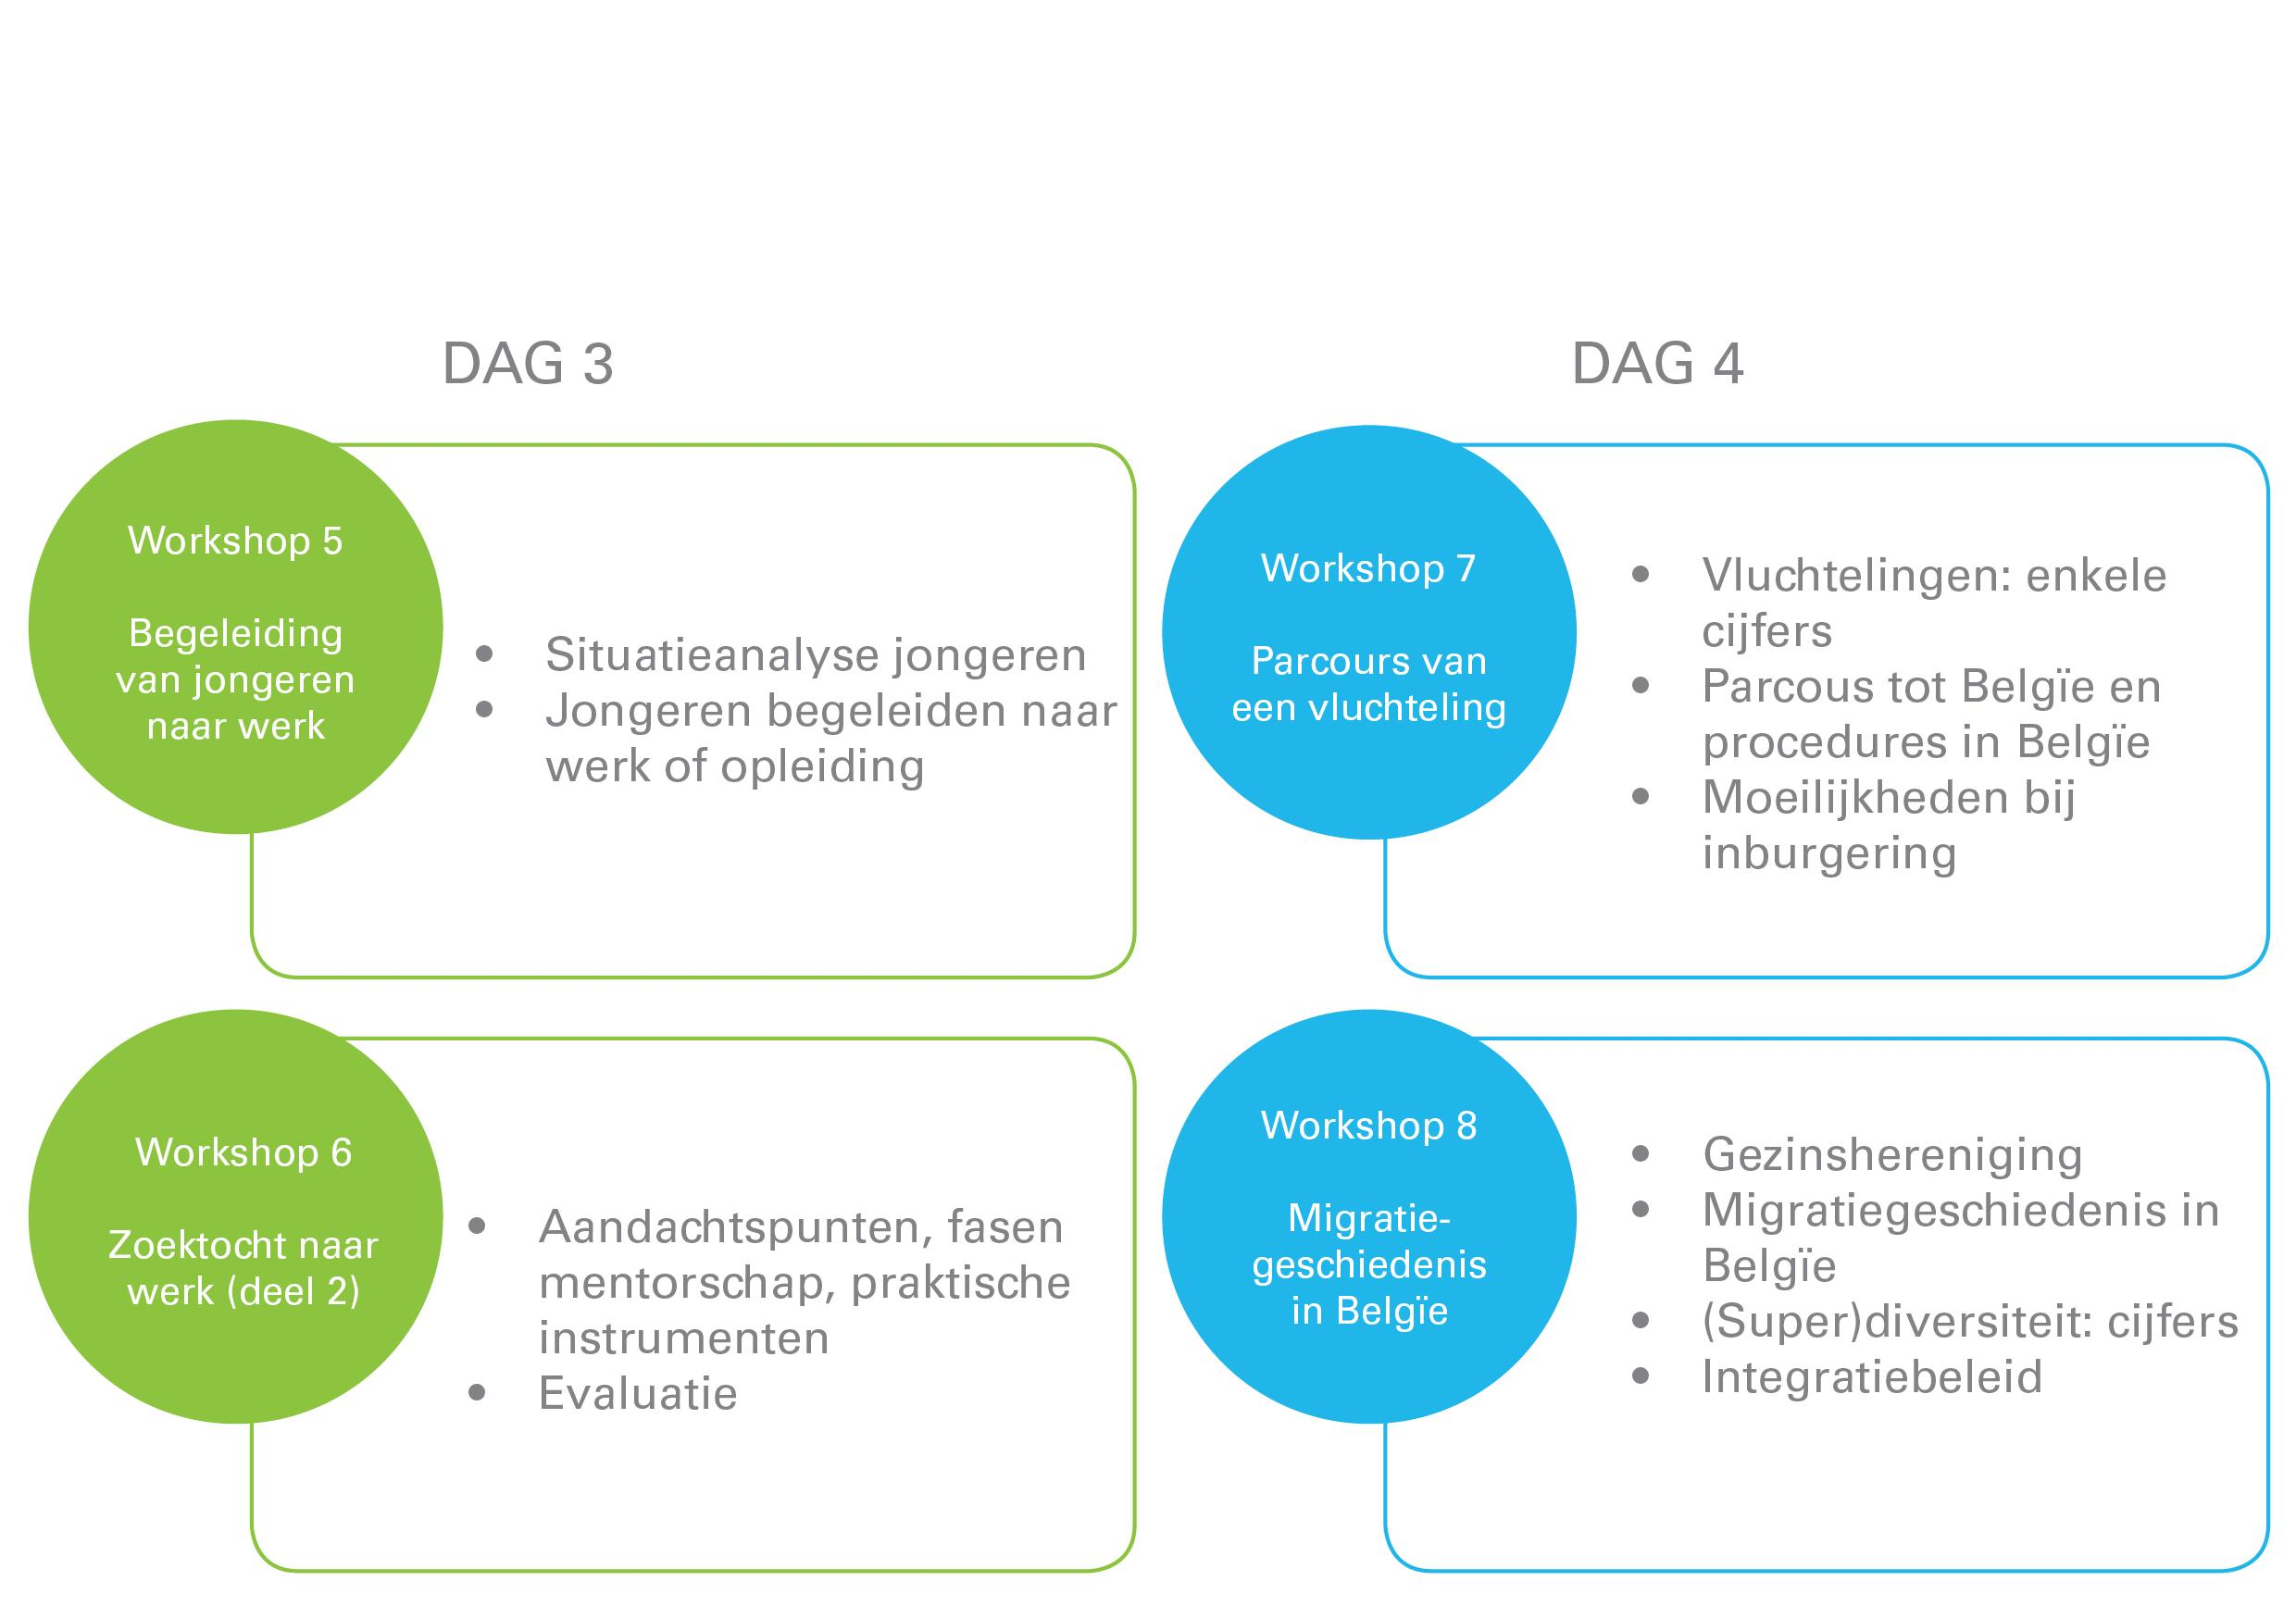 DAG 3
Workshop 5
Begeleiding
van jongeren
naar werk
• Situatieanalyse jongeren
• Jongeren begeleiden naar
werk of opleiding
Workshop 6
Zoektocht naar
werk (deel 2)
• Aandachtspunten, fasen
mentorschap, praktische
instrumenten
• Evaluatie
DAG 4
Workshop 7
Parcours van
een vluchteling
• Vluchtelingen: enkele
cijfers
• Parcous tot Belgïe en
procedures in Belgïe
• Moeilijkheden bij
inburgering
Workshop 8
Migratie-
geschiedenis
in Belgïe
• Gezinshereniging
• Migratiegeschiedenis in
Belgïe
• (Super)diversiteit: cijfers
• Integratiebeleid